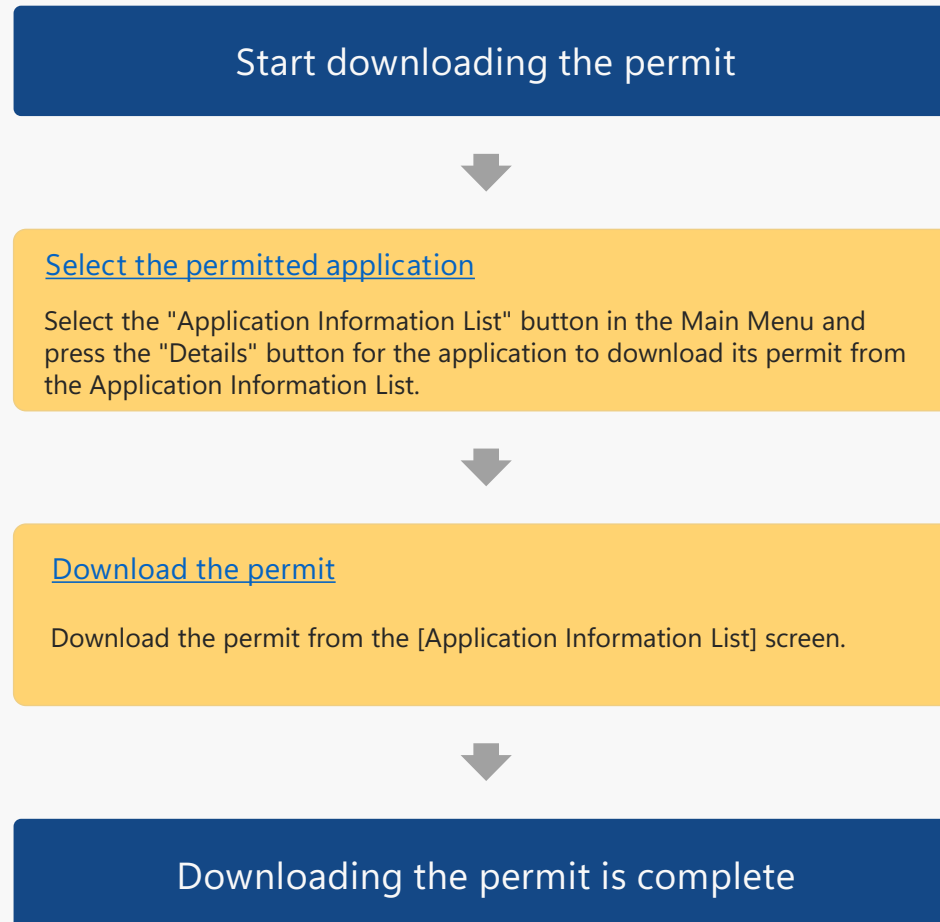 Start downloading the permit
Select the permitted application
Select the "Application Information List" button in the Main Menu and
press the "Details" button for the application to download its permit from
the Application Information List.
Download the permit
Download the permit from the [Application Information List] screen.
Downloading the permit is complete